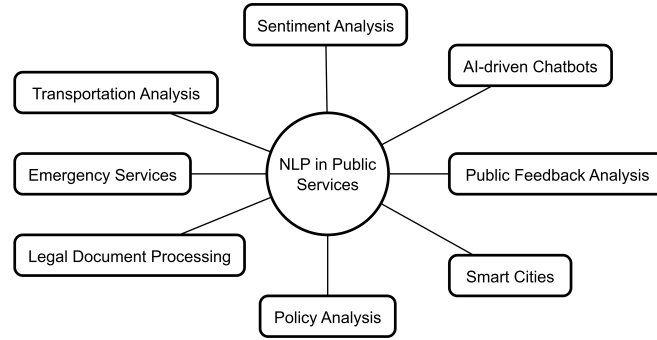 Sentiment Analysis
AI-driven Chatbots
Transportation Analysis
NLP in Public
Services
Emergency Services
Public Feedback Analysis
Legal Document Processing
Smart Cities
Policy Analysis